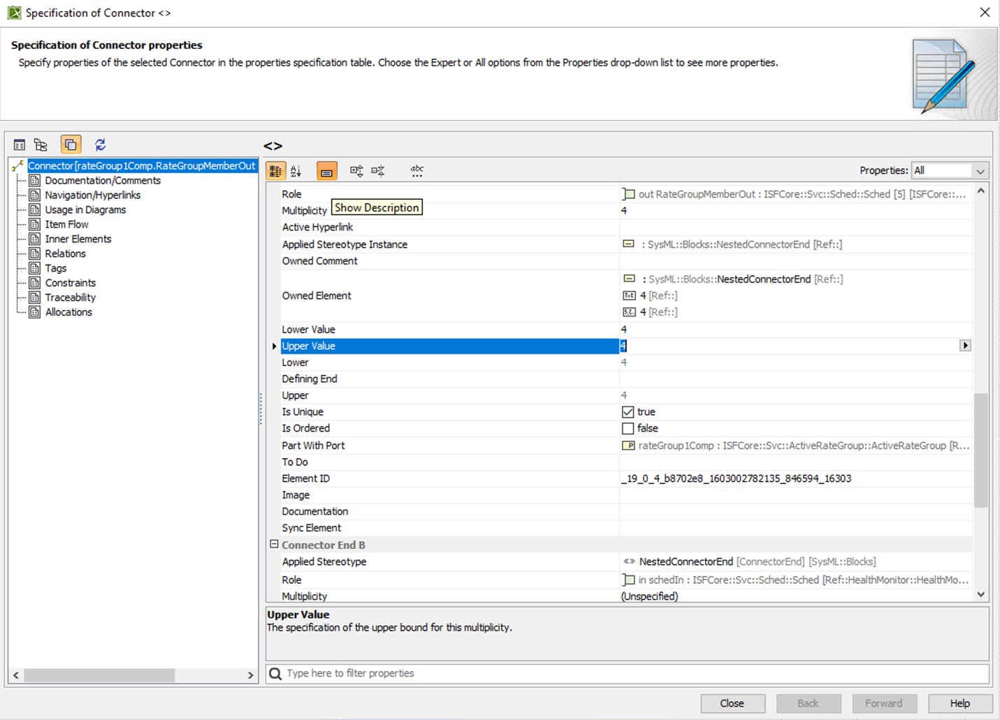 Specification of Connector <>
Specification of Connector properties
Specify properties of the selected Connector in the properties specification table. Choose the Expert or All options from the Properties drop-down list to see more properties.
<>
Connector[rateGroup1Comp.RateGroupMemberOut
Documentation/Comments
Navigation/Hyperlinks
Usage in Diagrams
Item Flow
Inner Elements
Relations
Tags
Constraints
Traceability
Allocations
Properties: All
Role out RateGroupMemberOut : ISFCore::Svc::Sched::Sched [5] [ISFCore::...
Multiplicity 4
Show Description
Active Hyperlink
Applied Stereotype Instance : SysML::Blocks::NestedConnectorEnd [Ref::]
Owned Comment
: SysML::Blocks::NestedConnectorEnd [Ref::]
Owned Element 4 [Ref::]
4 [Ref::]
Lower Value 4
Upper Value 4
Lower 4
Defining End
Upper 4
Is Unique true
Is Ordered false
Part With Port rateGroup1Comp : ISFCore::Svc::ActiveRateGroup::ActiveRateGroup [R...
To Do
Element ID _19_0_4_b8702e8_1603002782135_846594_16303
Image
Documentation
Sync Element
Connector End B
Applied Stereotype «» NestedConnectorEnd [ConnectorEnd] [SysML::Blocks]
Role in schedIn : ISFCore::Svc::Sched::Sched [Ref::HealthMonitor::HealthMo...
Multiplicity (Unspecified)
Upper Value
The specification of the upper bound for this multiplicity.
Type here to filter properties
Close Back Forward Help